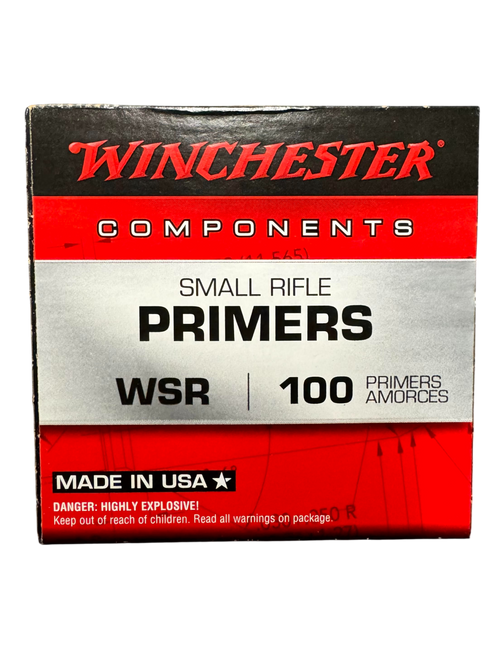 WINCHESTER®
COMPONENTS
SMALL RIFLE
PRIMERS
WSR | 100 PRIMERS
AMORCES
MADE IN USA ★
DANGER: HIGHLY EXPLOSIVE!
Keep out of reach of children. Read all warnings on package.